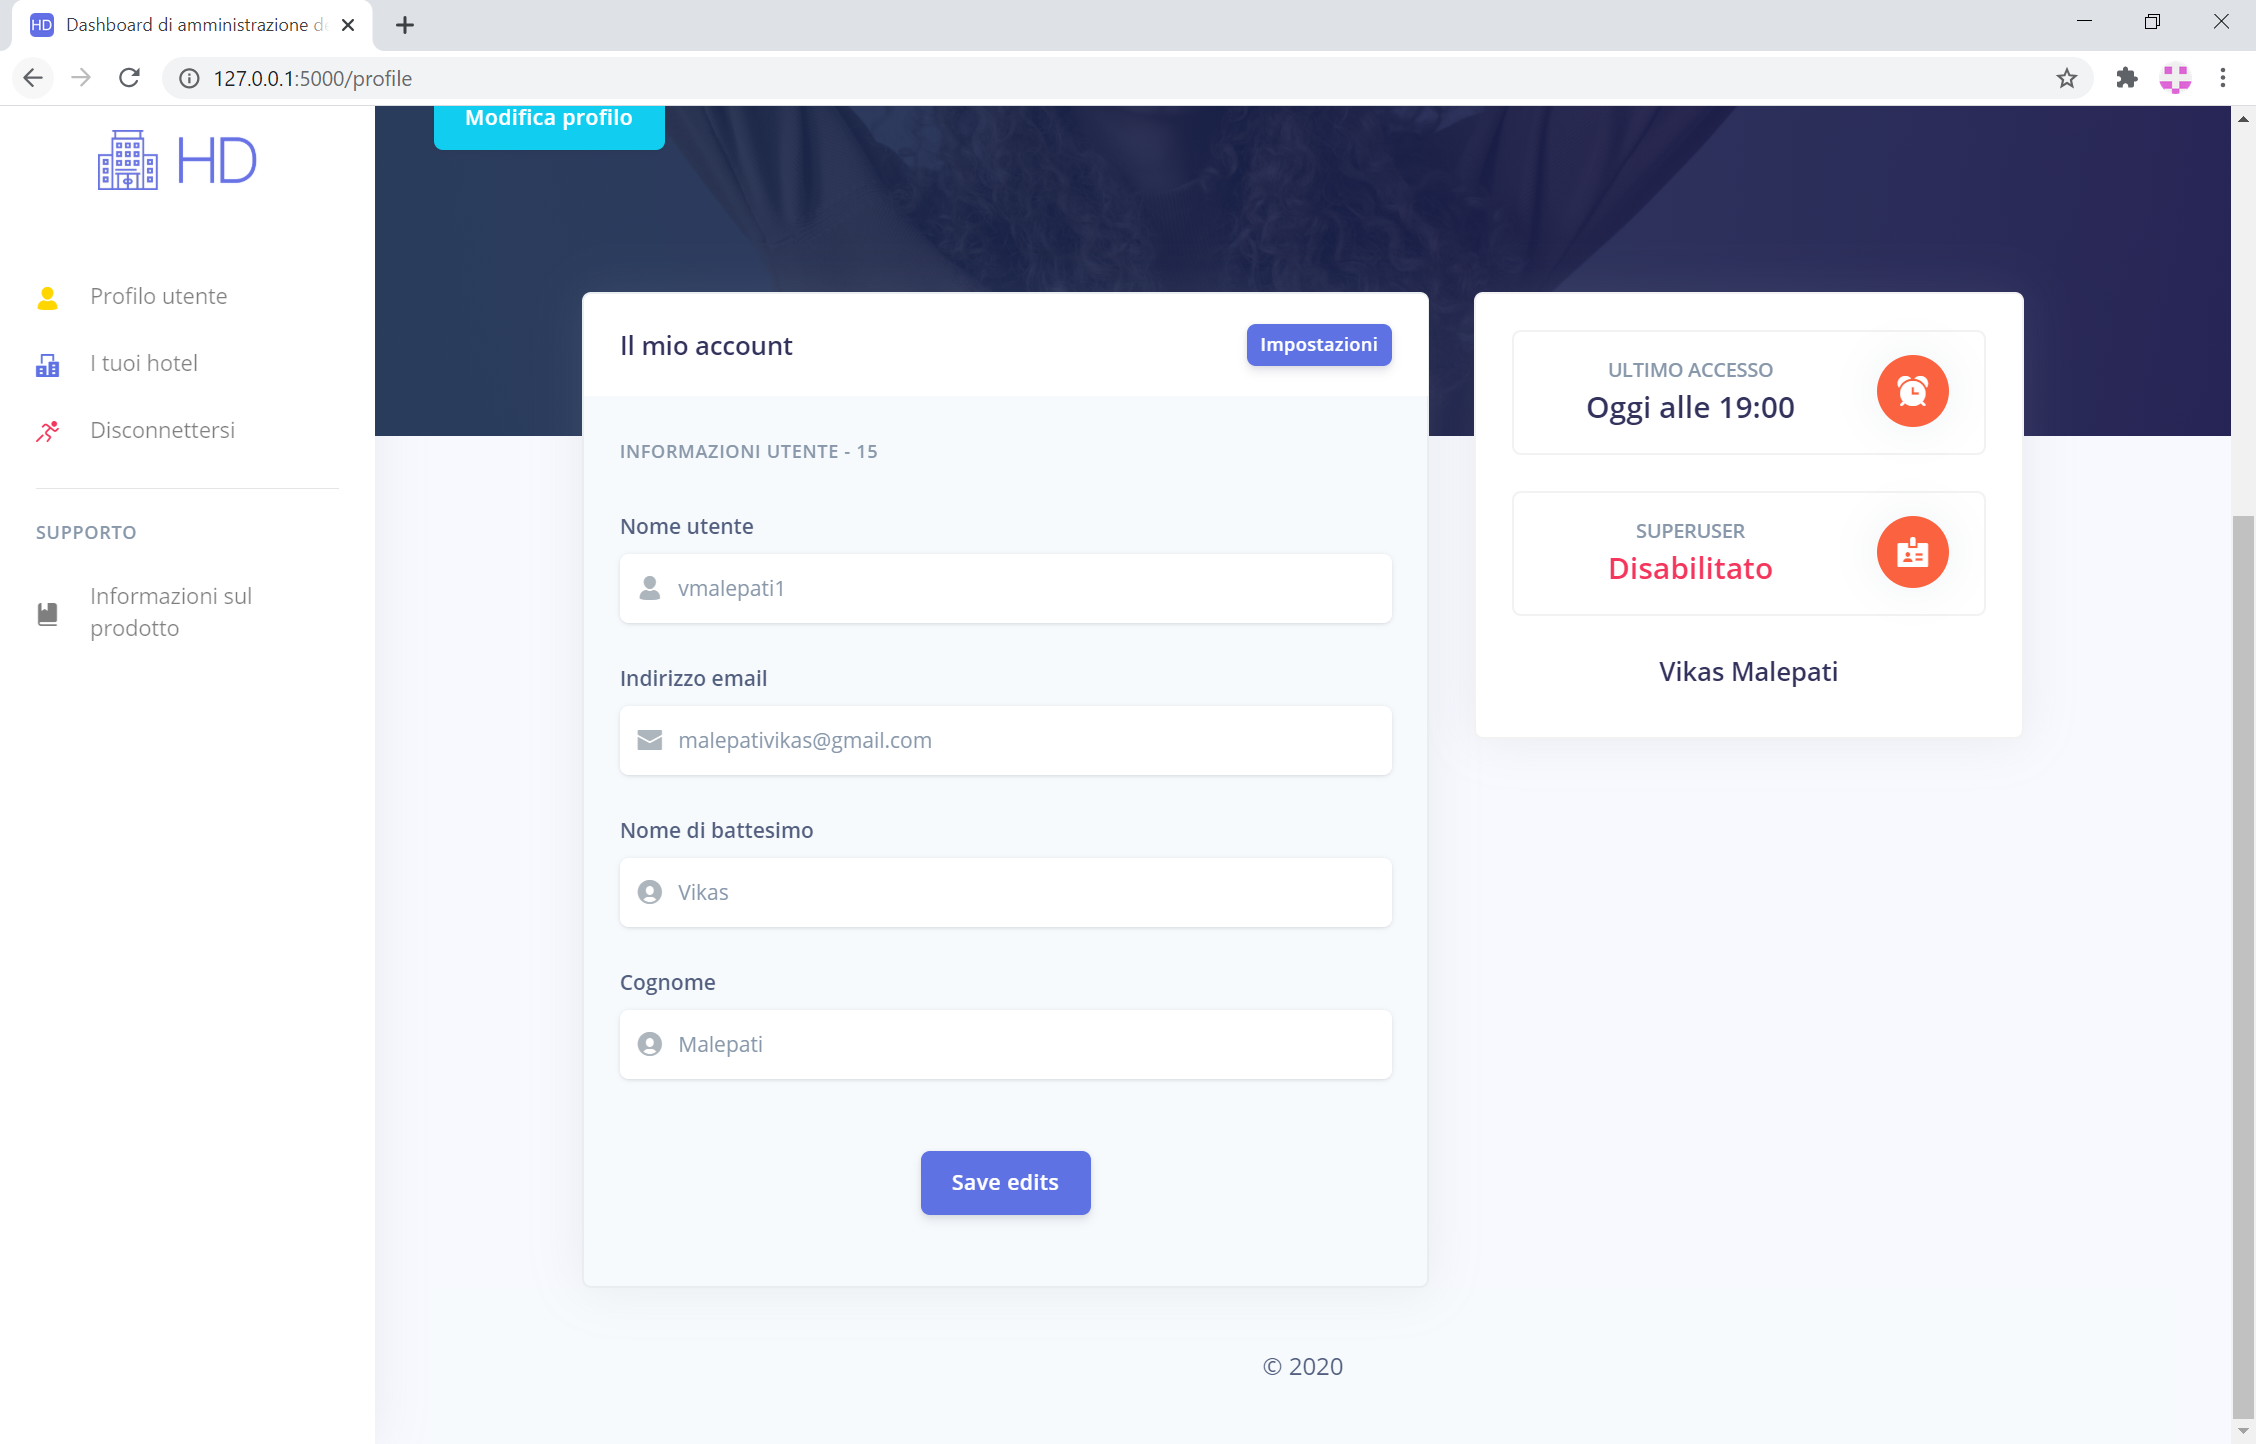 HD Dashboard di amministrazione de
127.0.0.1:5000/profile
HD
Profilo utente
I tuoi hotel
Disconnettersi
SUPPORTO
Informazioni sul
prodotto
Modifica profilo
Il mio account
Impostazioni
INFORMAZIONI UTENTE - 15
Nome utente
vmalepati1
Indirizzo email
malepativikas@gmail.com
Nome di battesimo
Vikas
Cognome
Malepati
Save edits
ULTIMO ACCESSO
Oggi alle 19:00
SUPERUSER
Disabilitato
Vikas Malepati
© 2020